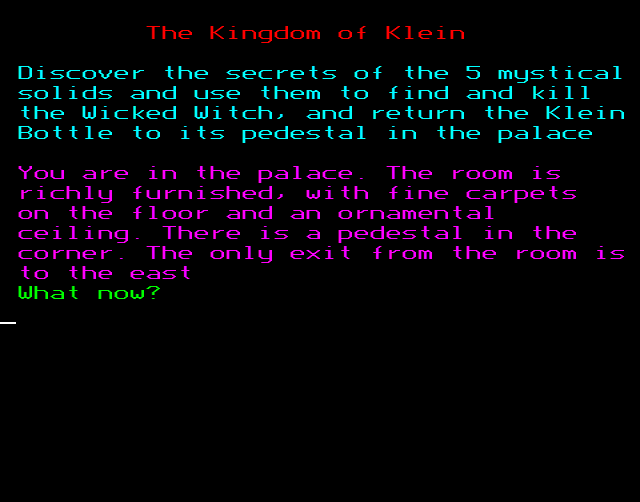 The Kingdom of Klein
Discover the secrets of the 5 mystical
solids and use them to find and kill
the Wicked Witch, and return the Klein
Bottle to its pedestal in the palace
You are in the palace. The room is
richly furnished, with fine carpets
on the floor and an ornamental
ceiling. There is a pedestal in the
corner. The only exit from the room is
to the east
What now?